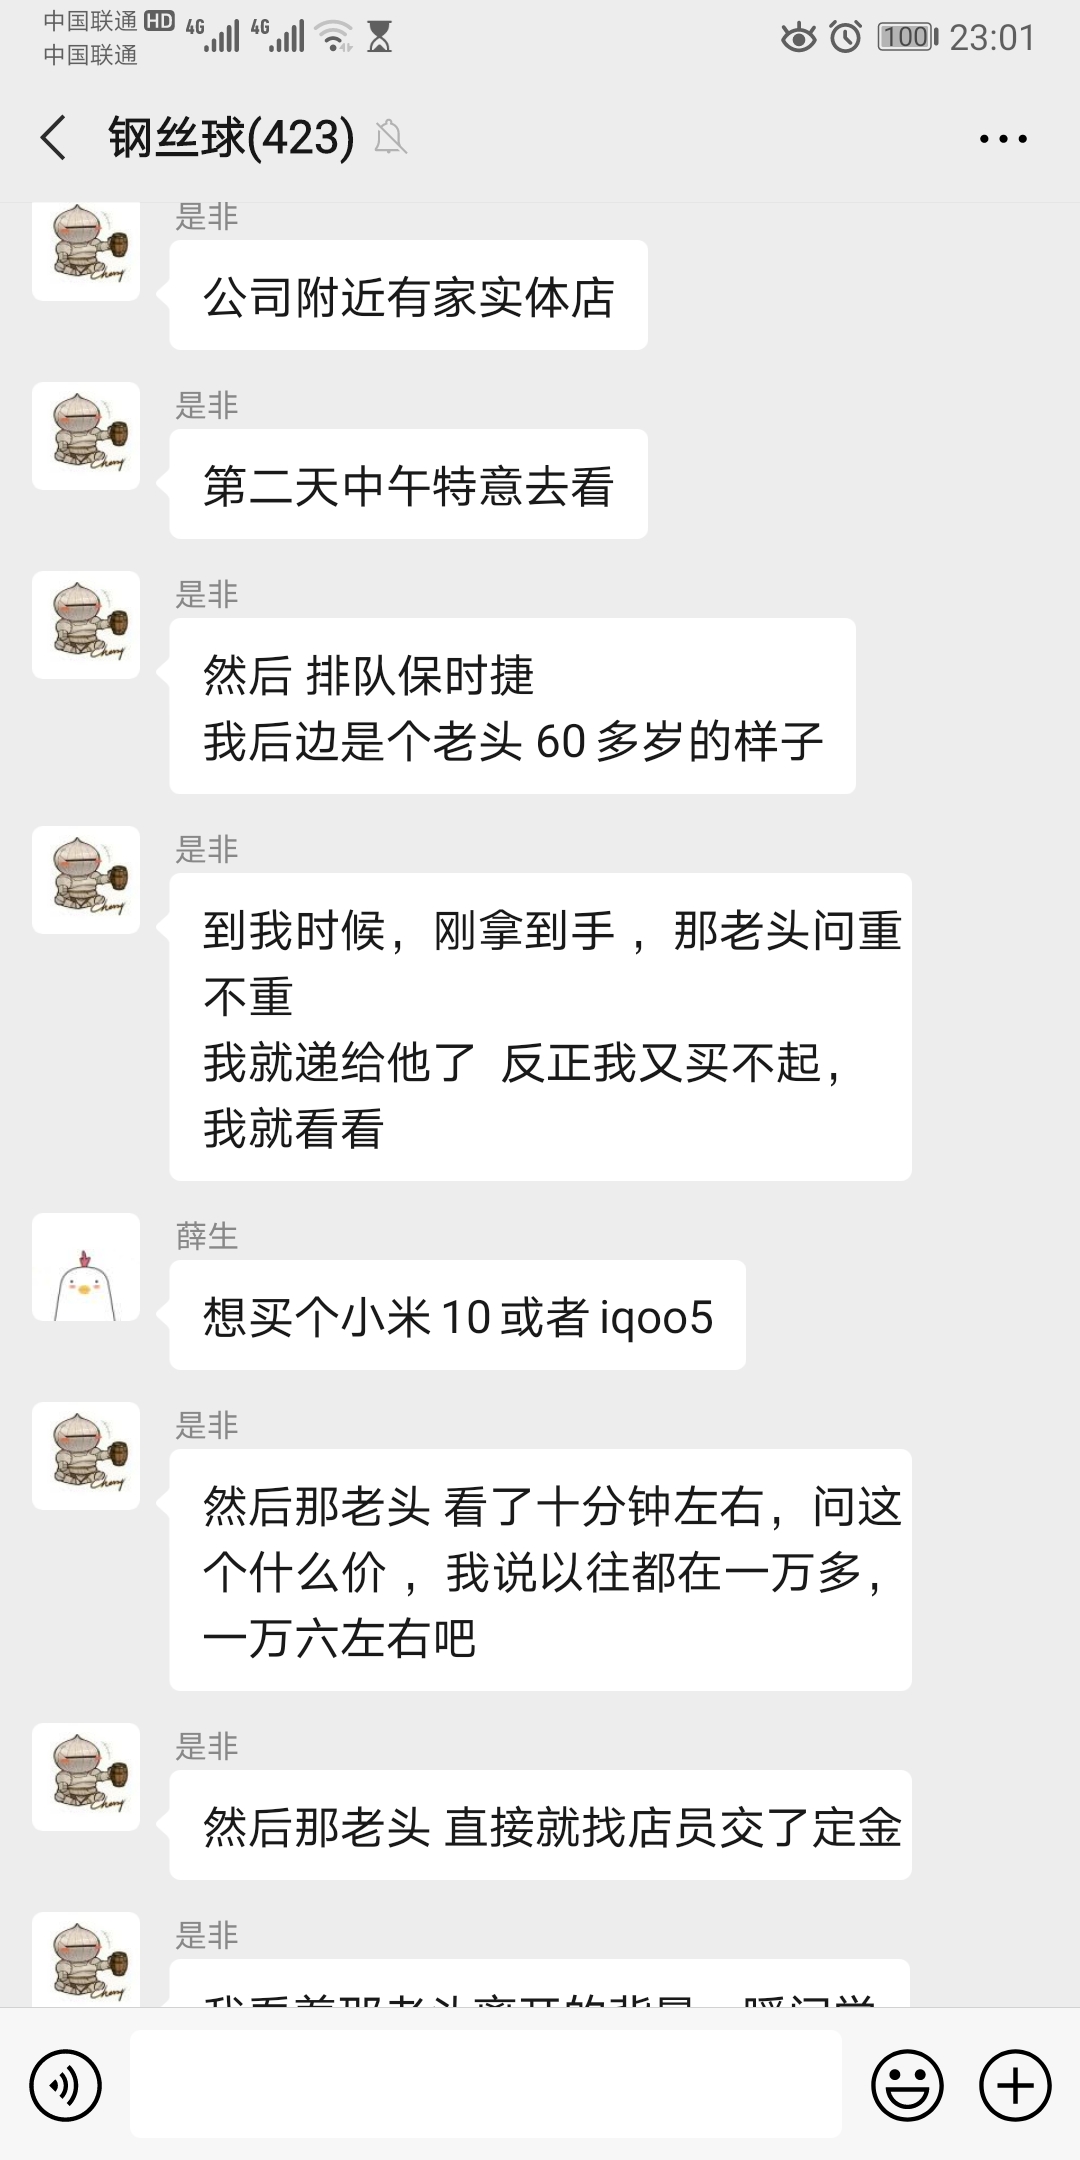 中国联通 HD 4G 4G 100 23:01
中国联通
钢丝球(423)
是非
公司附近有家实体店
是非
第二天中午特意去看
是非
然后 排队保时捷
我后边是个老头 60 多岁的样子
是非
到我时候，刚拿到手 ，那老头问重
不重
我就递给他了  反正我又买不起，
我就看看
薛生
想买个小米 10 或者 iqoo5
是非
然后那老头 看了十分钟左右，问这
个什么价 ，我说以往都在一万多，
一万六左右吧
是非
然后那老头 直接就找店员交了定金
是非
Cherry